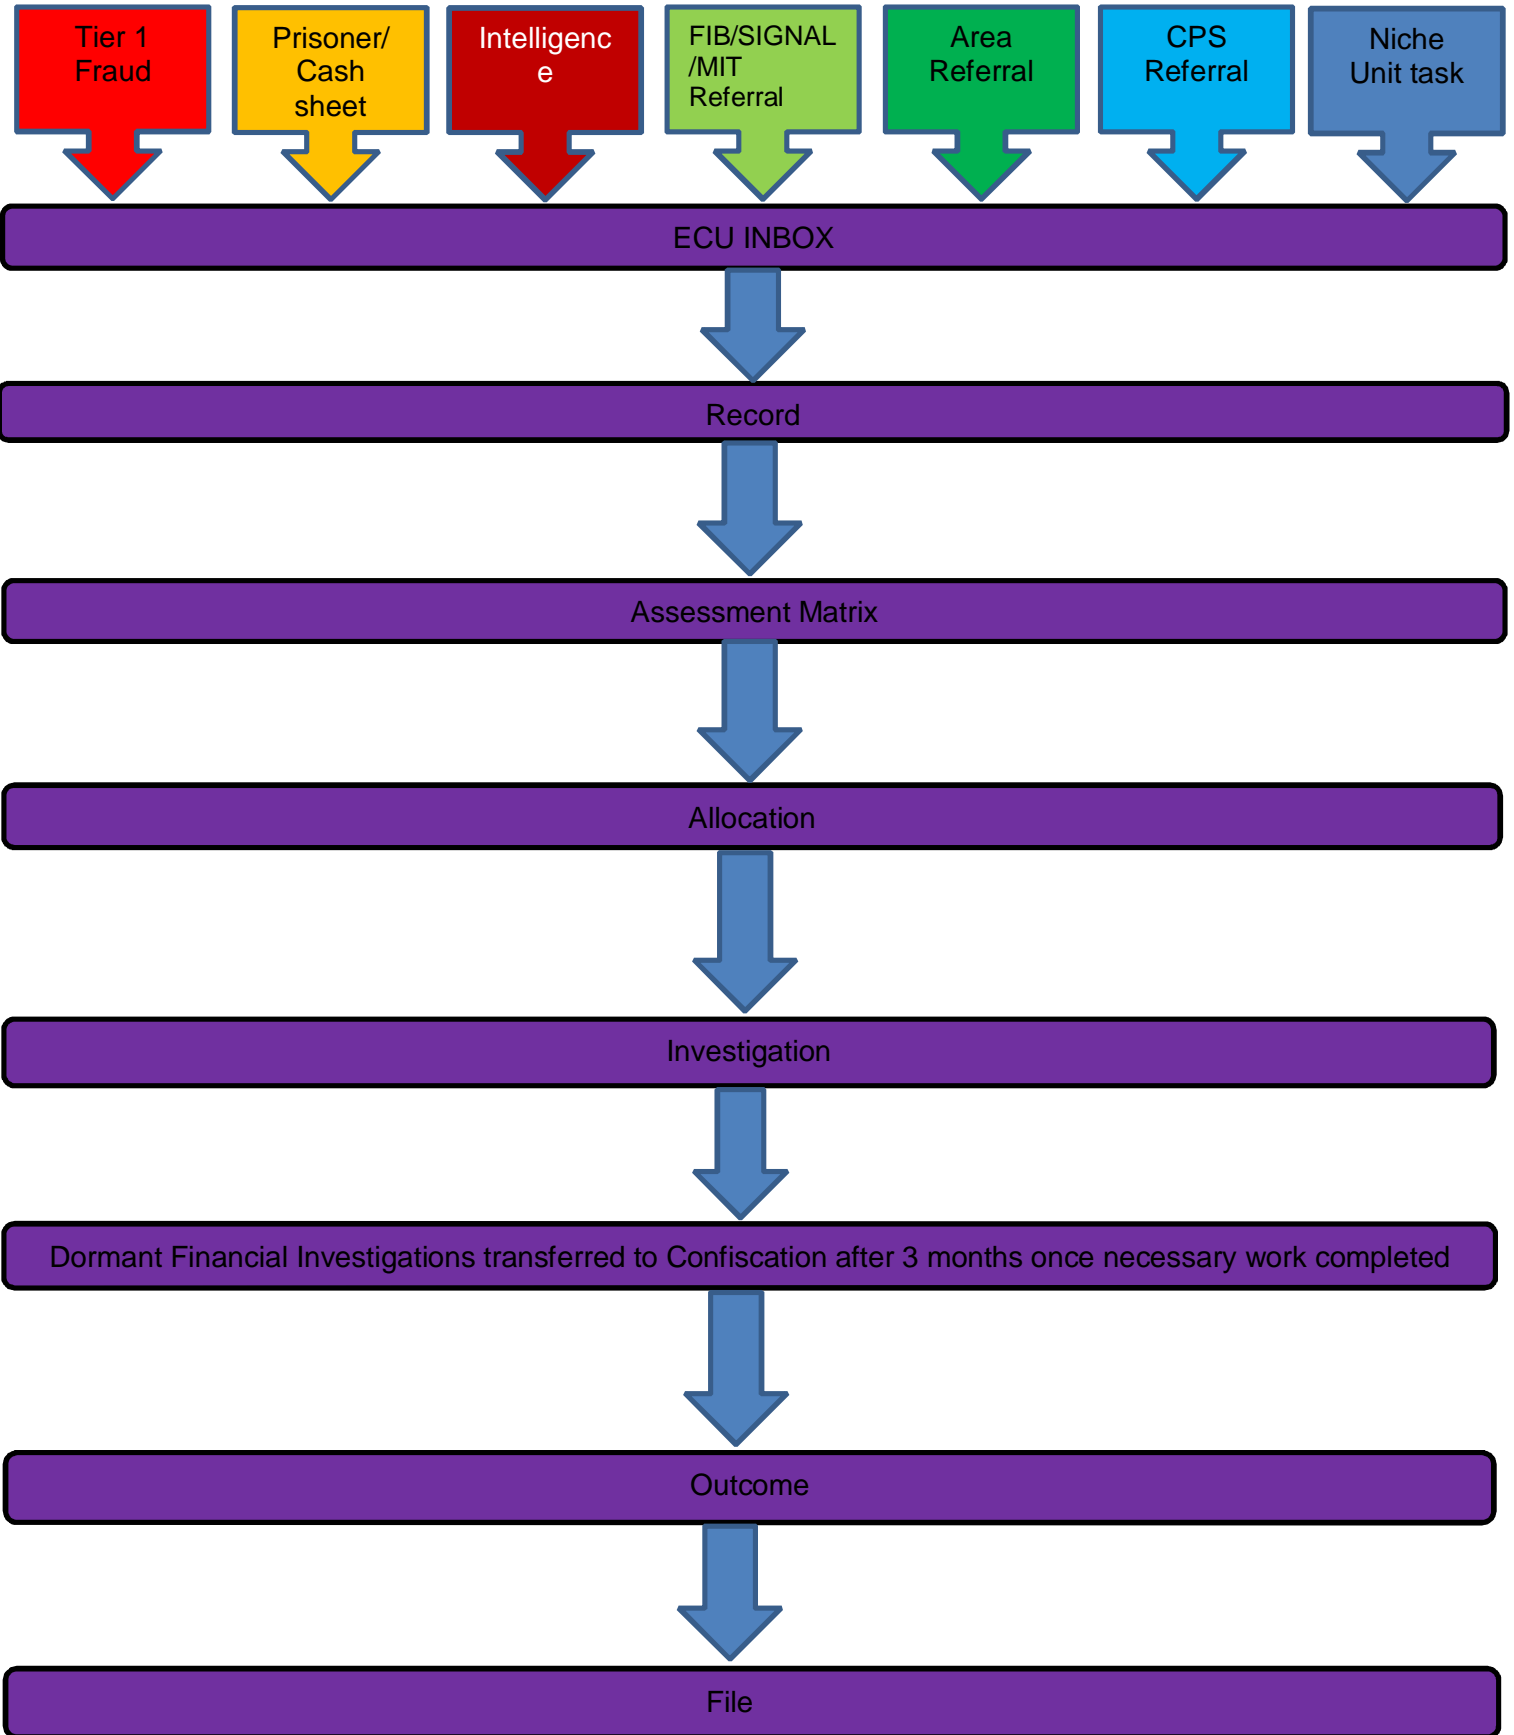 Tier 1
Fraud
Prisoner/
Cash
sheet
Intelligenc
e
FIB/SIGNAL
/MIT
Referral
Area
Referral
CPS
Referral
Niche
Unit task
ECU INBOX
Record
Assessment Matrix
Allocation
Investigation
Dormant Financial Investigations transferred to Confiscation after 3 months once necessary work completed
Outcome
File